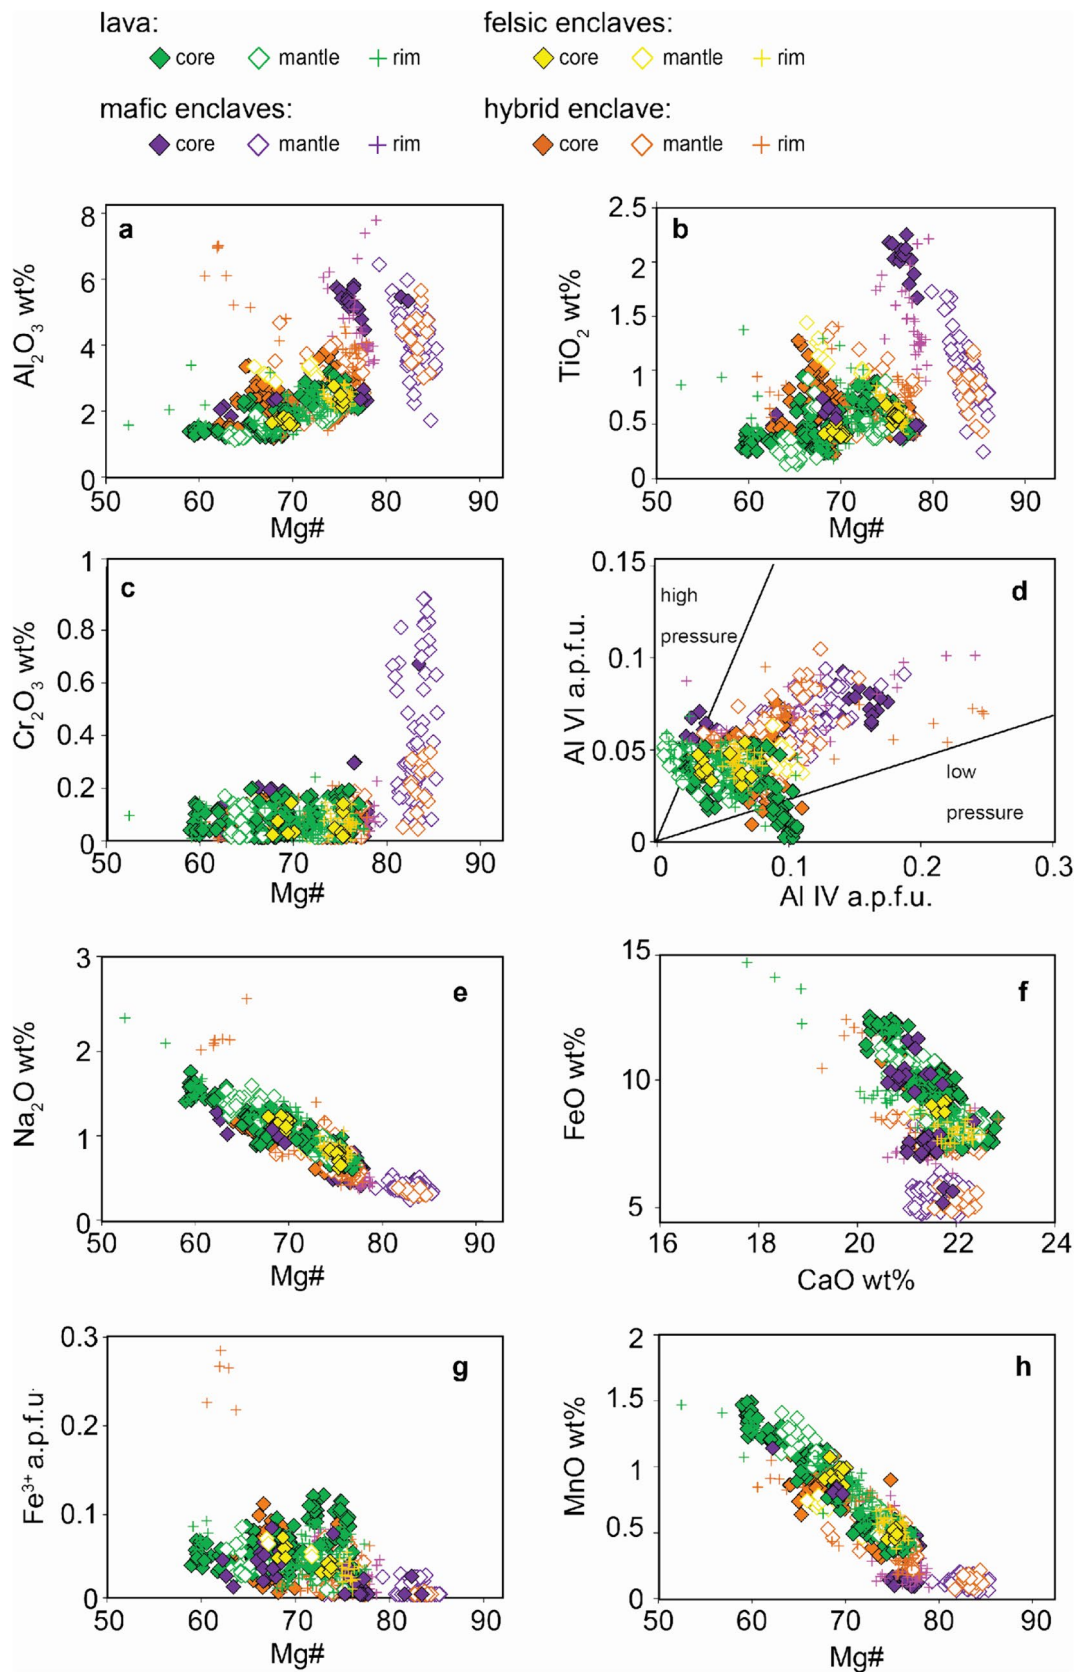 lava: felsic enclaves:
core mantle rim core mantle rim
mafic enclaves: hybrid enclave:
core mantle rim core mantle rim
a
Al2O3 wt%
8
6
4
2
0
50 60 70 80 90
Mg#
b
TiO2 wt%
2.5
2
1.5
1
0.5
0
50 60 70 80 90
Mg#
c
Cr2O3 wt%
1
0.8
0.6
0.4
0.2
0
50 60 70 80 90
Mg#
d
Al VI a.p.f.u.
0.15
0.1
0.05
0
high
pressure
low
pressure
0 0.1 0.2 0.3
Al IV a.p.f.u.
e
Na2O wt%
3
2
1
0
50 60 70 80 90
Mg#
f
FeO wt%
15
10
5
16 18 20 22 24
CaO wt%
g
Fe3+ a.p.f.u.
0.3
0.2
0.1
0
50 60 70 80 90
Mg#
h
MnO wt%
2
1.5
1
0.5
0
50 60 70 80 90
Mg#